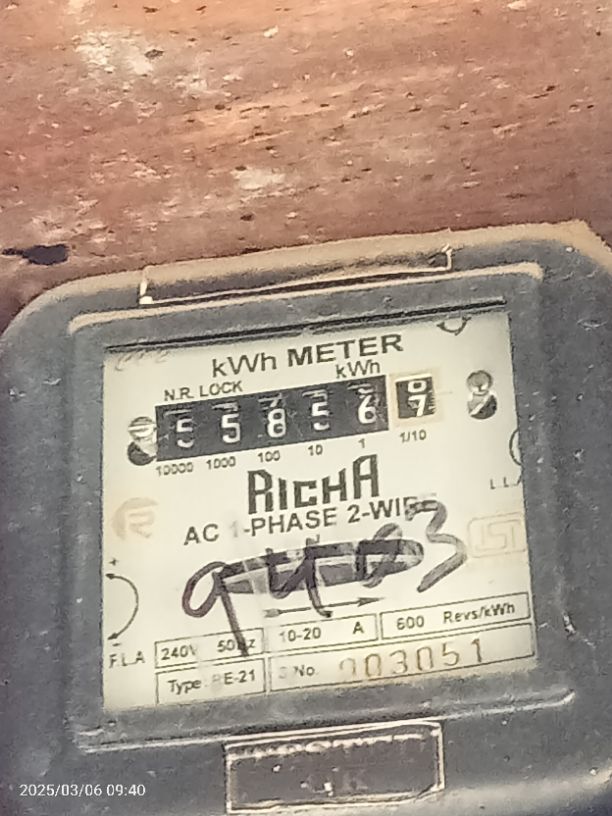 kWh METER
N.R. LOCK kWh
5 5 8 5 6 7
10000 1000 100 10 1 1/10
RICHA
AC 1-PHASE 2-WIRE
9403
F.L.A
240V 50Hz 10-20 A 600 Revs/kWh
Type RE-21 S.No. 903051
2025/03/06 09:40